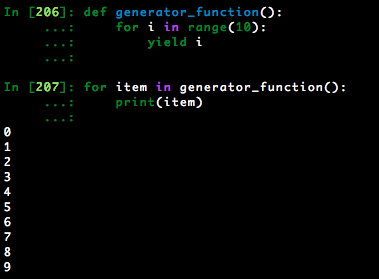 In [206]: def generator_function():
     ...:     for i in range(10):
     ...:         yield i
     ...:
In [207]: for item in generator_function():
     ...:     print(item)
     ...:
0
1
2
3
4
5
6
7
8
9